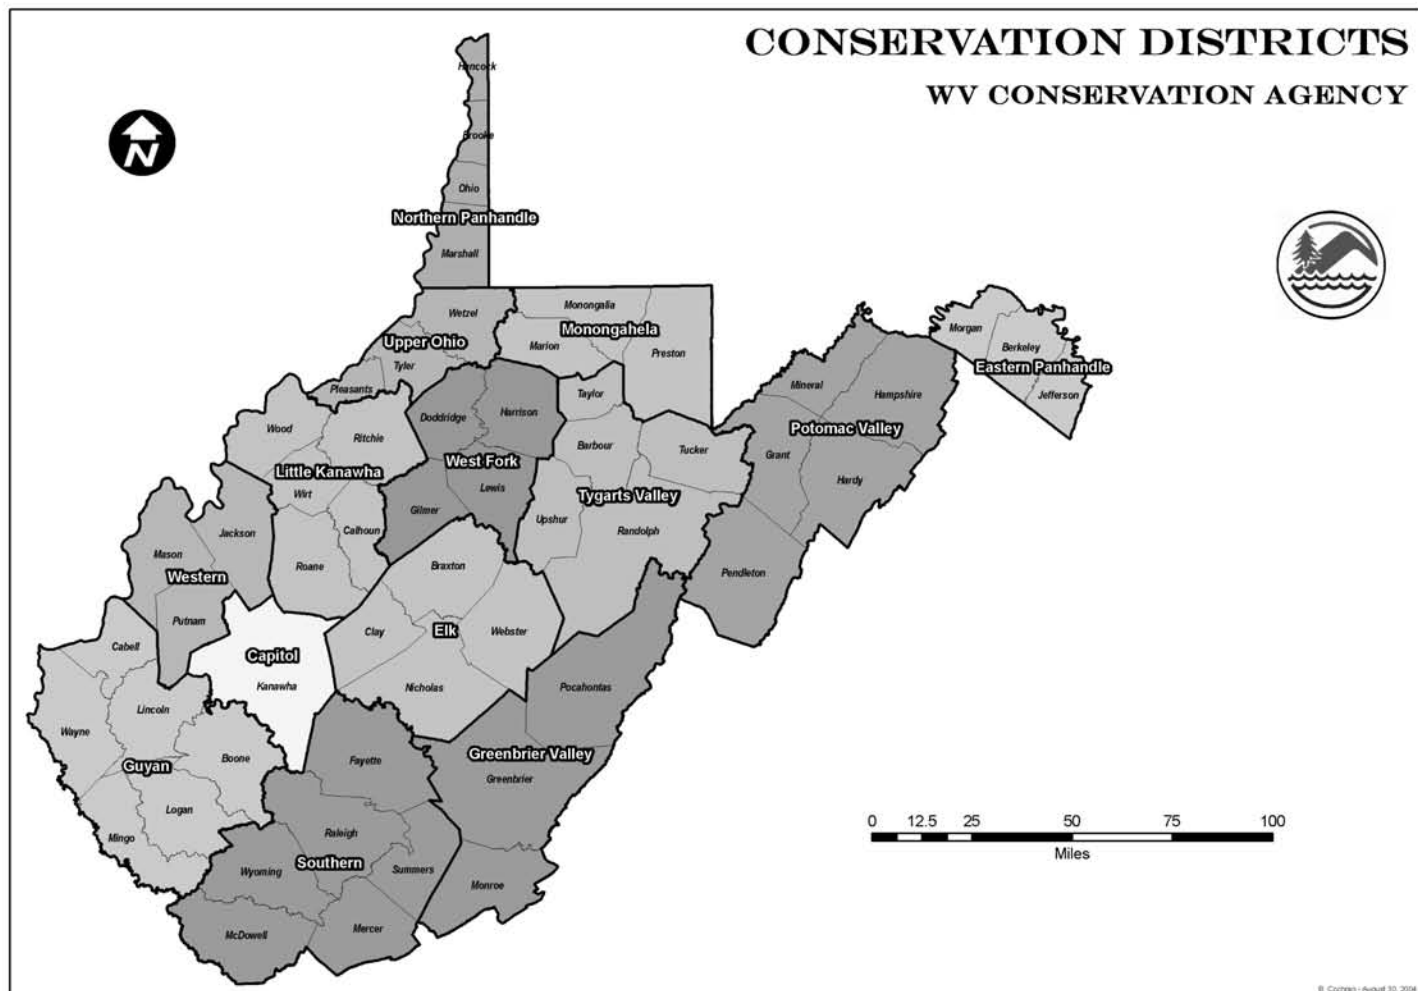 CONSERVATION DISTRICTS
WV CONSERVATION AGENCY
N
Hancock
Brooke
Ohio
Northern Panhandle
Marshall
Wetzel
Upper Ohio
Tyler
Pleasants
Monongalia
Monongahela
Marion
Preston
Morgan
Berkeley
Eastern Panhandle
Jefferson
Mineral
Hampshire
Potomac Valley
Grant
Hardy
Pendleton
Doddridge
Harrison
West Fork
Lewis
Gilmer
Taylor
Barbour
Tucker
Tygarts Valley
Upshur
Randolph
Wood
Ritchie
Little Kanawha
Wirt
Calhoun
Roane
Jackson
Mason
Western
Putnam
Braxton
Clay
Elk
Webster
Nicholas
Capitol
Kanawha
Cabell
Lincoln
Wayne
Guyan
Boone
Logan
Mingo
Pocahontas
Greenbrier Valley
Greenbrier
Monroe
Fayette
Raleigh
Southern
Wyoming
Summers
McDowell
Mercer
0 12.5 25 50 75 100
Miles
B. Cochran - August 30, 2004